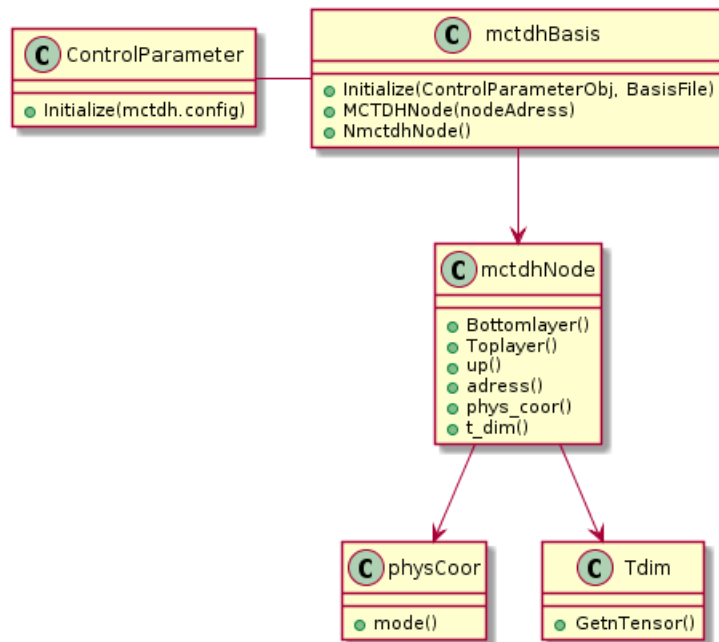 C ControlParameter
Initialize(mctdh.config)
C mctdhBasis
Initialize(ControlParameterObj, BasisFile)
MCTDHNode(nodeAdress)
NmctdhNode()
C mctdhNode
Bottomlayer()
Toplayer()
up()
adress()
phys_coor()
t_dim()
C physCoor
mode()
C Tdim
GetnTensor()